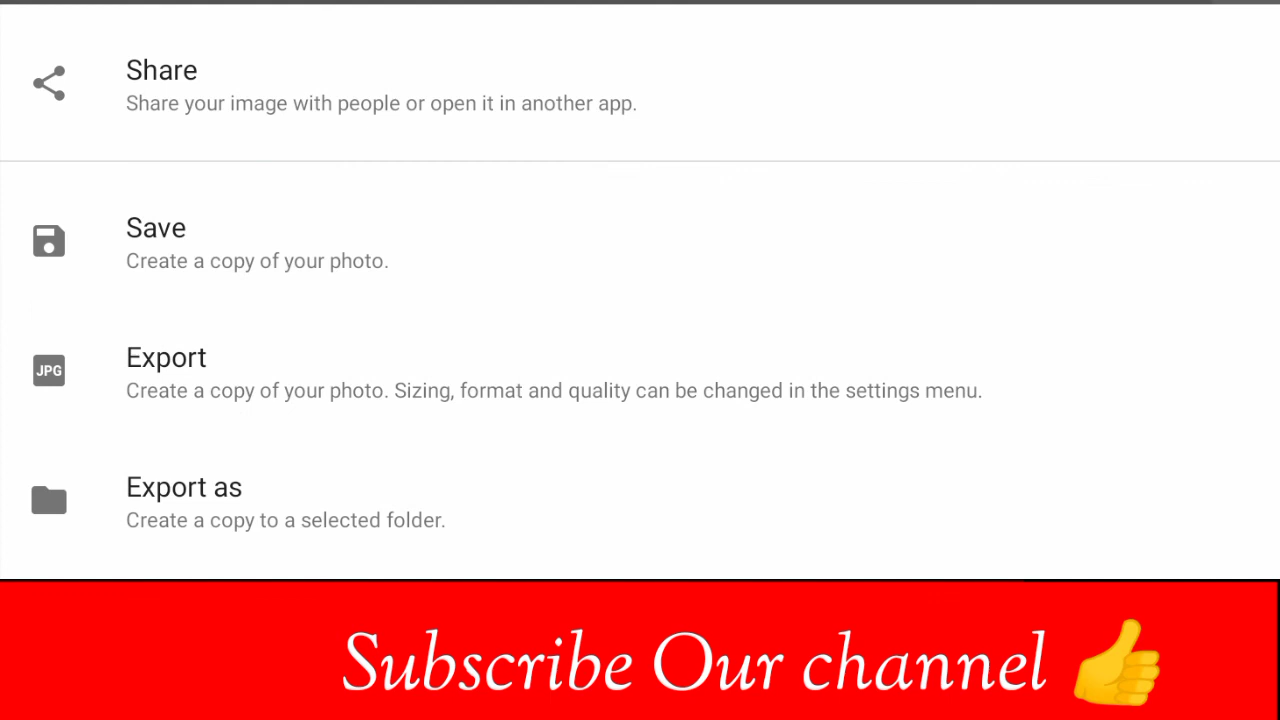 Share
Share your image with people or open it in another app.
Save
Create a copy of your photo.
JPG
Export
Create a copy of your photo. Sizing, format and quality can be changed in the settings menu.
Export as
Create a copy to a selected folder.
Subscribe Our channel 👍